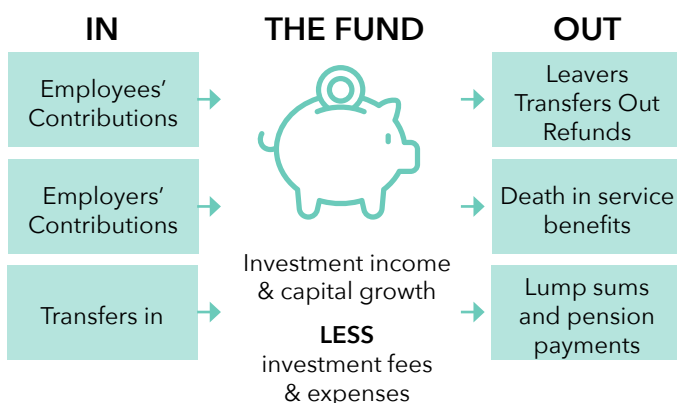 IN
Employees’
Contributions
Employers’
Contributions
Transfers in
THE FUND
Investment income
& capital growth
LESS
investment fees
& expenses
OUT
Leavers
Transfers Out
Refunds
Death in service
benefits
Lump sums
and pension
payments